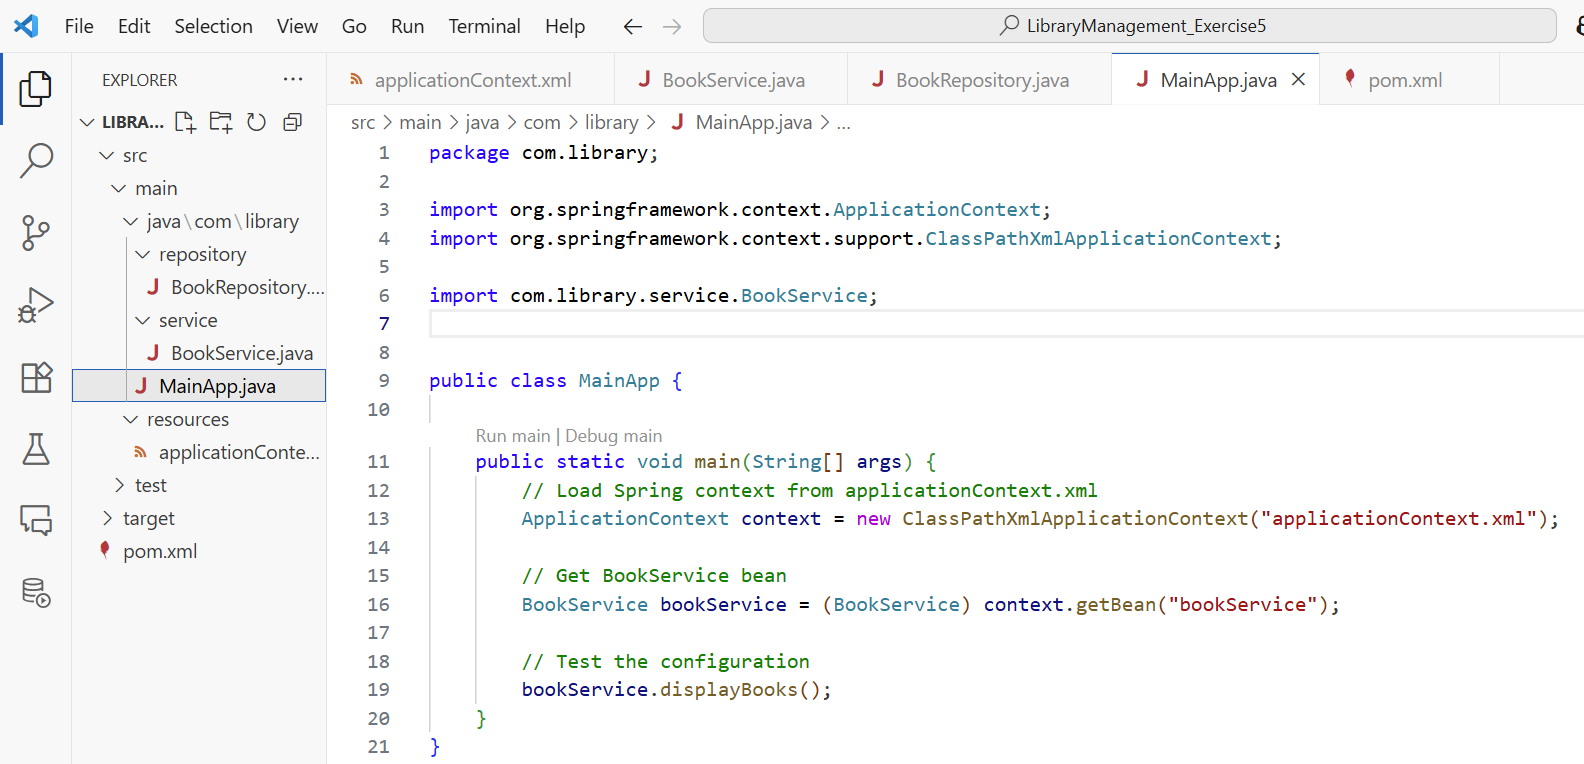 File Edit Selection View Go Run Terminal Help LibraryManagement_Exercise5
EXPLORER
LIBRA...
src
main
java\com\library
repository
BookRepository....
service
BookService.java
MainApp.java
resources
applicationConte...
test
target
pom.xml
applicationContext.xml BookService.java BookRepository.java MainApp.java pom.xml
src > main > java > com > library > MainApp.java > ...
1 package com.library;
2
3 import org.springframework.context.ApplicationContext;
4 import org.springframework.context.support.ClassPathXmlApplicationContext;
5
6 import com.library.service.BookService;
7
8
9 public class MainApp {
10
Run main | Debug main
11 public static void main(String[] args) {
12 // Load Spring context from applicationContext.xml
13 ApplicationContext context = new ClassPathXmlApplicationContext("applicationContext.xml");
14
15 // Get BookService bean
16 BookService bookService = (BookService) context.getBean("bookService");
17
18 // Test the configuration
19 bookService.displayBooks();
20 }
21 }